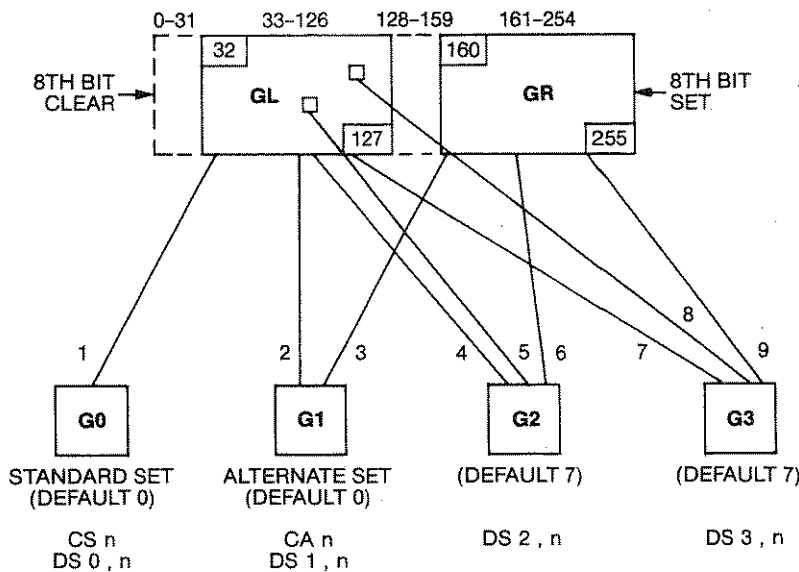 0–31 33–126 128–159 161–254
32 160
8TH BIT CLEAR
GL
GR
8TH BIT SET
127 255
1 2 3 4 5 6 7 8 9
G0 G1 G2 G3
STANDARD SET (DEFAULT 0)
ALTERNATE SET (DEFAULT 0)
(DEFAULT 7)
(DEFAULT 7)
CS n
DS 0 , n
CA n
DS 1 , n
DS 2 , n
DS 3 , n